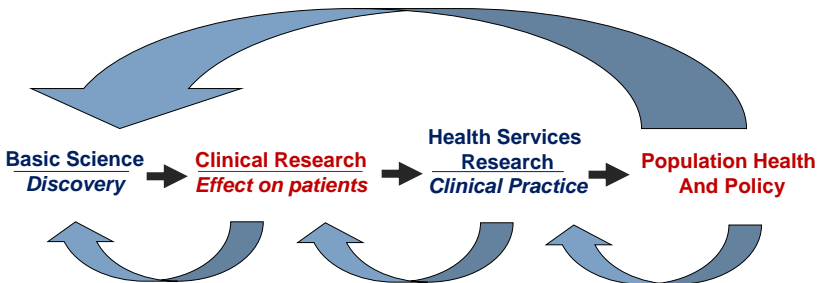 Basic Science
Discovery
Clinical Research
Effect on patients
Health Services
Research
Clinical Practice
Population Health
And Policy